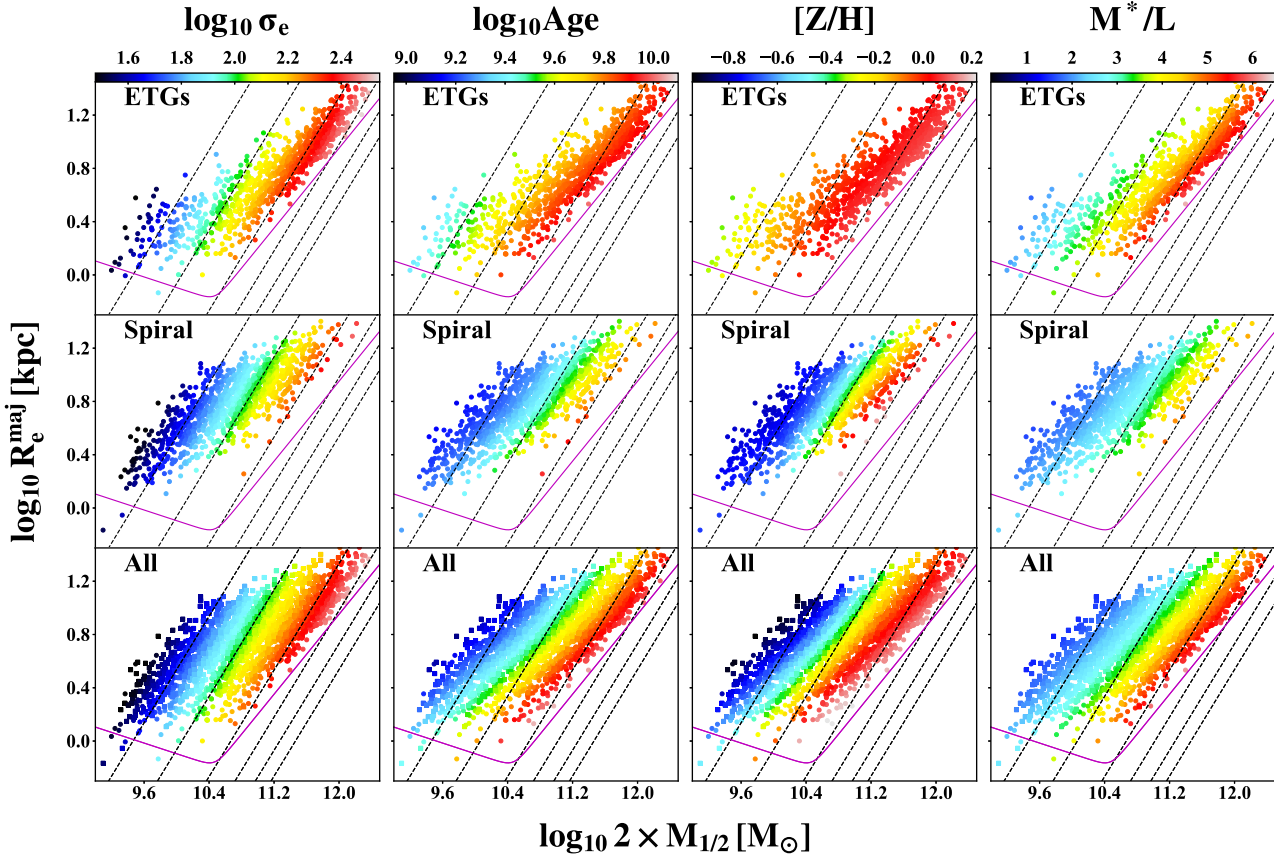 log₁₀ σₑ log₁₀Age [Z/H] M*/L
1.6 1.8 2.0 2.2 2.4 9.0 9.2 9.4 9.6 9.8 10.0 −0.8 −0.6 −0.4 −0.2 0.0 0.2 1 2 3 4 5 6
ETGs ETGs ETGs ETGs
1.2
0.8
0.4
0.0
Spiral Spiral Spiral Spiral
1.2
0.8
0.4
0.0
log₁₀ Rₑᵐᵃʲ [kpc]
All All All All
1.2
0.8
0.4
0.0
9.6 10.4 11.2 12.0 9.6 10.4 11.2 12.0 9.6 10.4 11.2 12.0 9.6 10.4 11.2 12.0
log₁₀ 2 × M₁/₂ [M⊙]